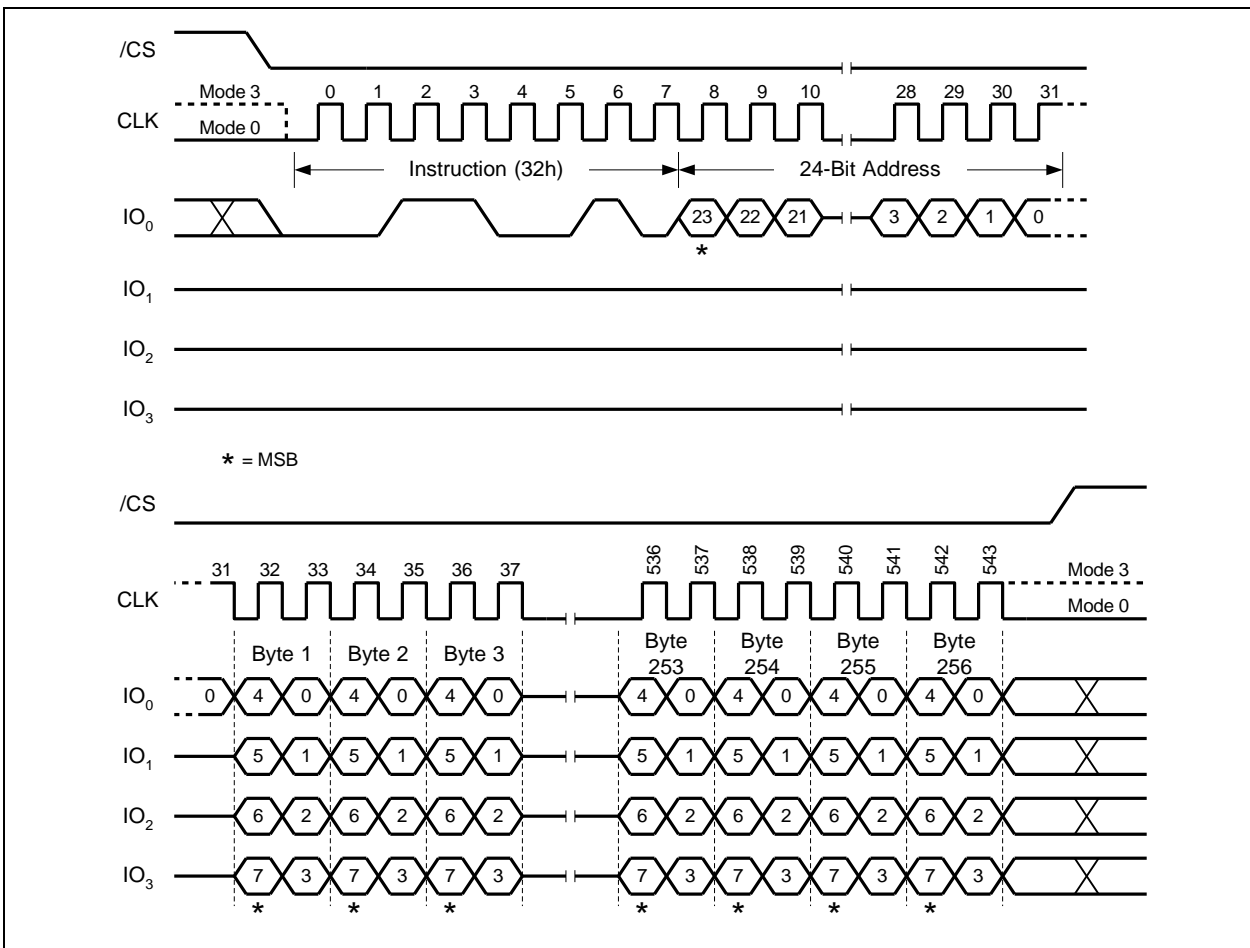 /CS
Mode 3 0 1 2 3 4 5 6 7 8 9 10 28 29 30 31
CLK
Mode 0
Instruction (32h) 24-Bit Address
IO0 23 22 21 3 2 1 0
*
IO1
IO2
IO3
* = MSB
/CS
31 32 33 34 35 36 37 536 537 538 539 540 541 542 543 Mode 3
CLK
Mode 0
Byte 1 Byte 2 Byte 3 Byte 253 Byte 254 Byte 255 Byte 256
IO0 0 4 0 4 0 4 0 4 0 4 0 4 0 4 0
IO1 5 1 5 1 5 1 5 1 5 1 5 1 5 1
IO2 6 2 6 2 6 2 6 2 6 2 6 2 6 2
IO3 7 3 7 3 7 3 7 3 7 3 7 3 7 3
* * * * * * *